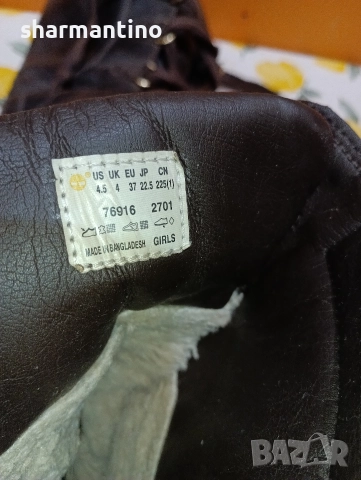 sharmantino
US UK EU JP CN
4.5 4 37 22.5 225(1)
76916 2701
MADE IN BANGLADESH GIRLS
BAZAR